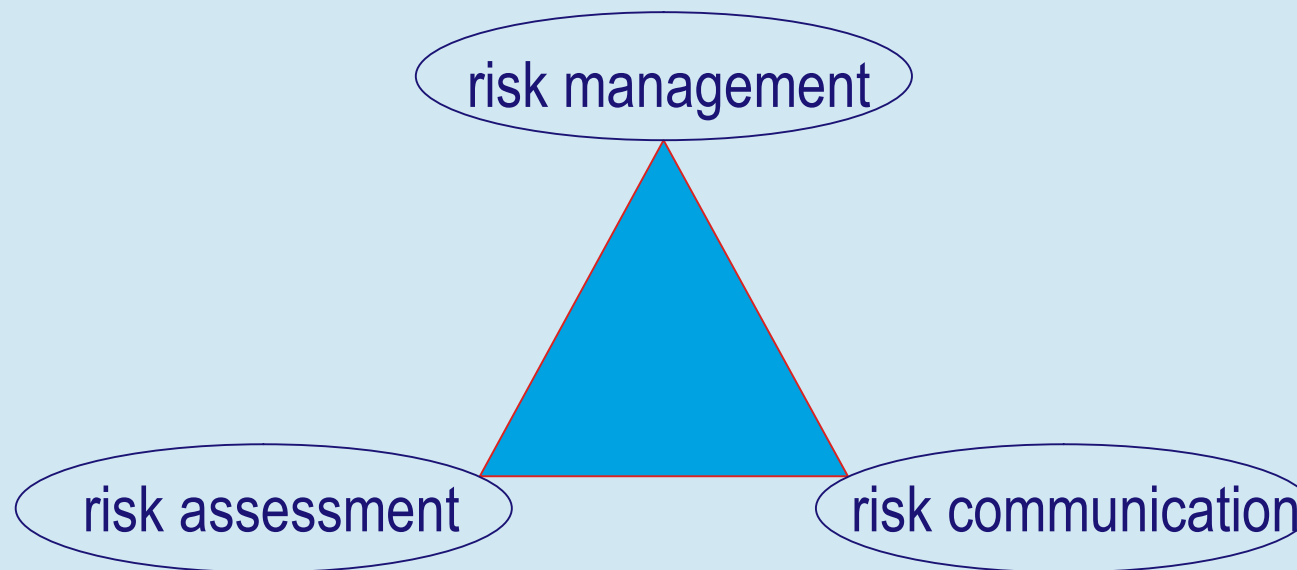 risk management
risk assessment
risk communication